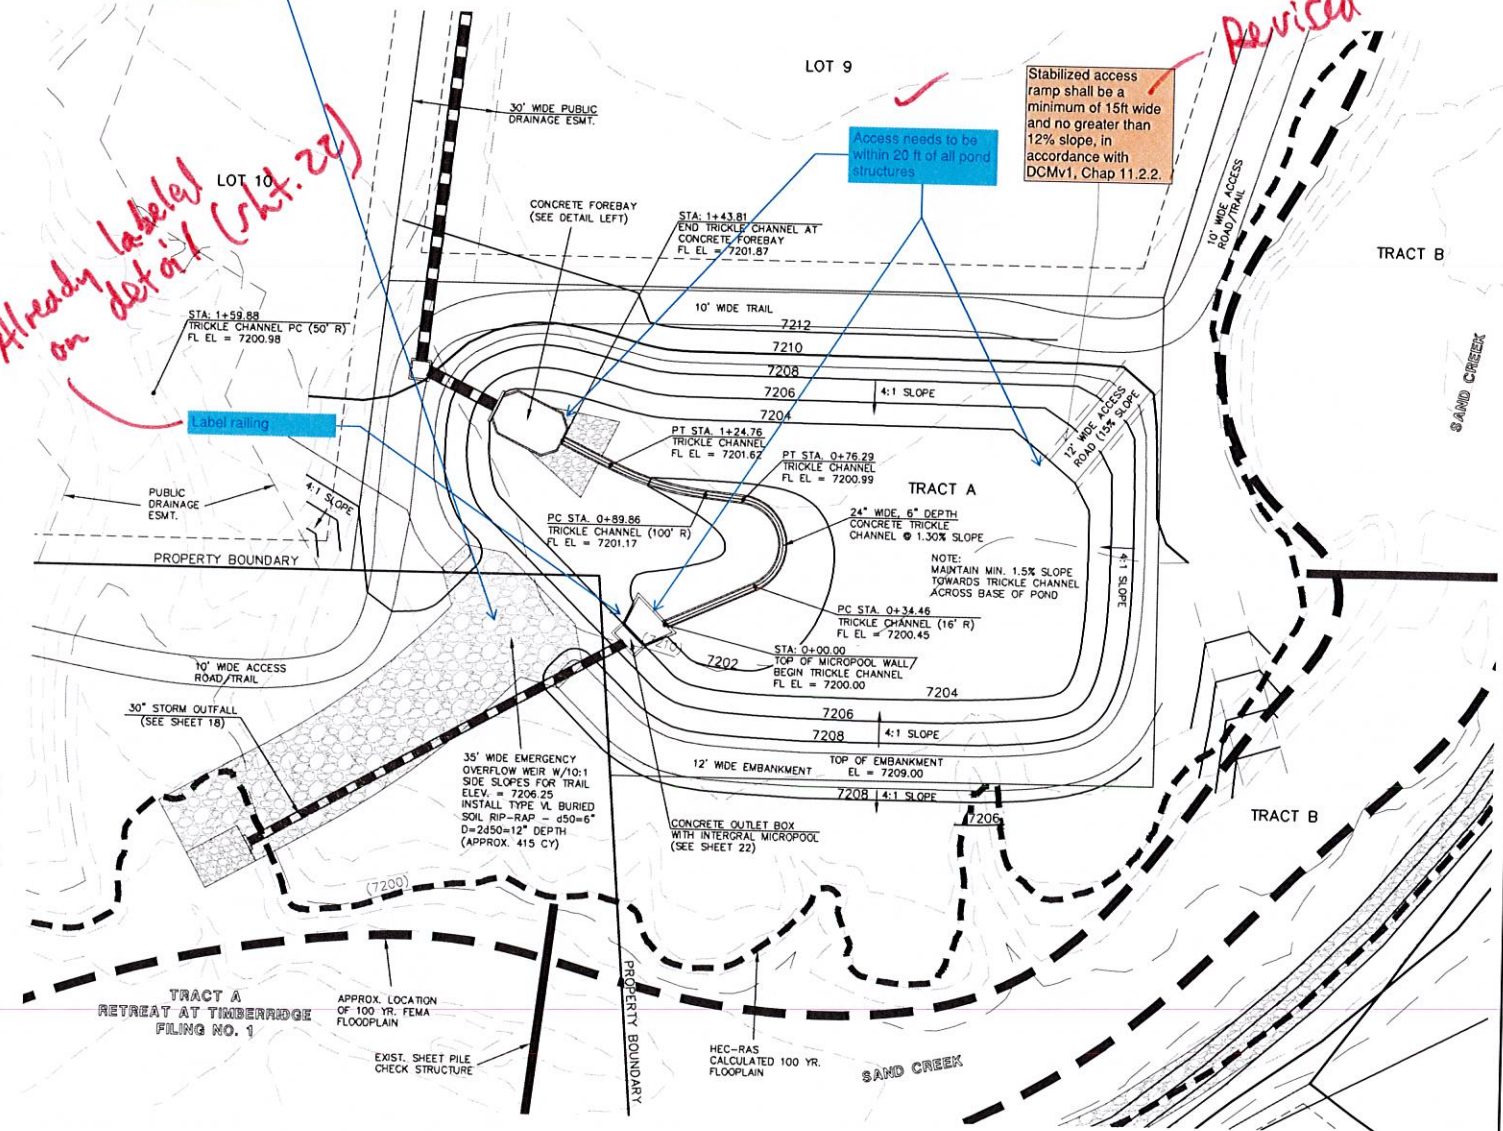 Revised
LOT 9
Stabilized access
ramp shall be a
minimum of 15ft wide
and no greater than
12% slope, in
accordance with
DCMv1, Chap 11.2.2.
30' WIDE PUBLIC
DRAINAGE ESMT.
Access needs to be
within 20 ft of all pond
structures
Already labeled
on detail (sht. 22)
LOT 10
CONCRETE FOREBAY
(SEE DETAIL LEFT)
STA: 1+43.81
END TRICKLE CHANNEL AT
CONCRETE FOREBAY
FL EL = 7201.87
10' WIDE ACCESS
ROAD/TRAIL
TRACT B
STA: 1+59.88
TRICKLE CHANNEL PC (50' R)
FL EL = 7200.98
10' WIDE TRAIL
7212
7210
7208
7206
4:1 SLOPE
7204
12' WIDE ACCESS
ROAD (15% SLOPE
SAND CREEK
Label railing
PT STA. 1+24.76
TRICKLE CHANNEL
FL EL = 7201.62
PT STA. 0+76.29
TRICKLE CHANNEL
FL EL = 7200.99
TRACT A
4:1 SLOPE
PUBLIC
DRAINAGE
ESMT.
PC STA. 0+89.86
TRICKLE CHANNEL (100' R)
FL EL = 7201.17
24" WIDE, 6" DEPTH
CONCRETE TRICKLE
CHANNEL @ 1.30% SLOPE
NOTE:
MAINTAIN MIN. 1.5% SLOPE
TOWARDS TRICKLE CHANNEL
ACROSS BASE OF POND
4:1 SLOPE
PROPERTY BOUNDARY
PC STA. 0+34.46
TRICKLE CHANNEL (16' R)
FL EL = 7200.45
(7210)
STA: 0+00.00
TOP OF MICROPOOL WALL/
BEGIN TRICKLE CHANNEL
FL EL = 7200.00
7202
7204
10' WIDE ACCESS
ROAD/TRAIL
30" STORM OUTFALL
(SEE SHEET 18)
7206
7208
4:1 SLOPE
35' WIDE EMERGENCY
OVERFLOW WEIR W/10:1
SIDE SLOPES FOR TRAIL
ELEV. = 7206.25
INSTALL TYPE VL BURIED
SOIL RIP-RAP - d50=6"
D=2d50=12" DEPTH
(APPROX. 415 CY)
12' WIDE EMBANKMENT
TOP OF EMBANKMENT
EL = 7209.00
7208
4:1 SLOPE
CONCRETE OUTLET BOX
WITH INTERGRAL MICROPOOL
(SEE SHEET 22)
7206
TRACT B
(7200)
PROPERTY BOUNDARY
TRACT A
RETREAT AT TIMBERRIDGE
FILING NO. 1
APPROX. LOCATION
OF 100 YR. FEMA
FLOODPLAIN
EXIST. SHEET PILE
CHECK STRUCTURE
HEC-RAS
CALCULATED 100 YR.
FLOOPLAIN
SAND CREEK